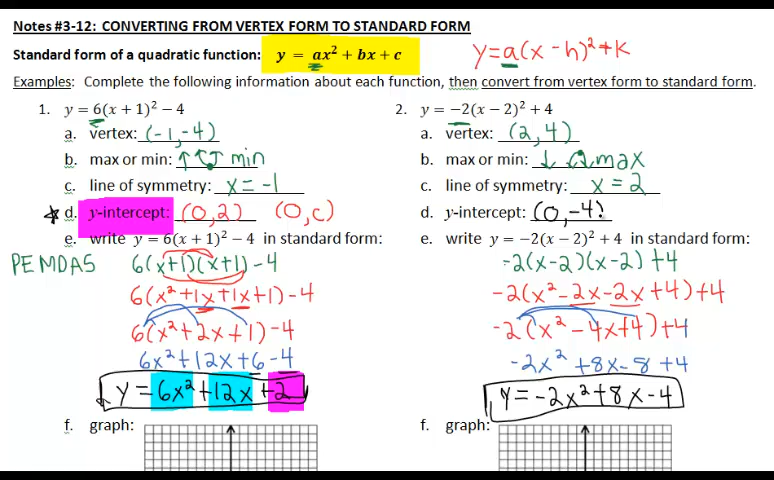 Notes #3-12: CONVERTING FROM VERTEX FORM TO STANDARD FORM
Standard form of a quadratic function: y = ax² + bx + c
y=a(x-h)²+k
Examples: Complete the following information about each function, then convert from vertex form to standard form.
1. y = 6(x + 1)² − 4
a. vertex: (-1,-4)
b. max or min: min
c. line of symmetry: x = -1
d. y-intercept: (0,2) (0,c)
e. write y = 6(x + 1)² − 4 in standard form:
PEMDAS 6(x+1)(x+1)-4
6(x²+1x+1x+1)-4
6(x²+2x+1)-4
6x²+12x+6-4
y=6x²+12x+2
f. graph:
2. y = −2(x − 2)² + 4
a. vertex: (2,4)
b. max or min: max
c. line of symmetry: x=2
d. y-intercept: (0,-4)
e. write y = −2(x − 2)² + 4 in standard form:
-2(x-2)(x-2)+4
-2(x²-2x-2x+4)+4
-2(x²-4x+4)+4
-2x²+8x-8+4
y=-2x²+8x-4
f. graph: